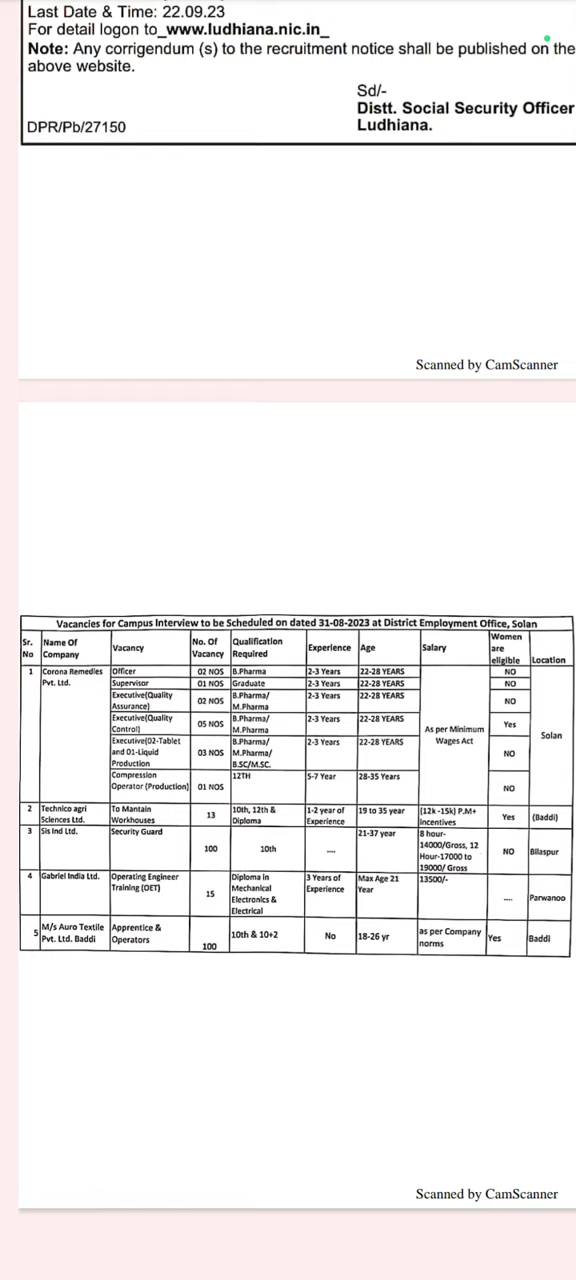 Last Date & Time: 22.09.23
For detail logon to_www.ludhiana.nic.in_
Note: Any corrigendum (s) to the recruitment notice shall be published on the
above website.
Sd/-
Distt. Social Security Officer
DPR/Pb/27150 Ludhiana.
Scanned by CamScanner
Vacancies for Campus Interview to be Scheduled on dated 31-08-2023 at District Employment Office, Solan
Sr. No Name Of Company Vacancy No. Of Vacancy Qualification Required Experience Age Salary Women are eligible Location
1 Corona Remedies Pvt. Ltd. Officer 02 NOS B.Pharma 2-3 Years 22-28 YEARS As per Minimum Wages Act NO Solan
Supervisor 01 NOS Graduate 2-3 Years 22-28 YEARS NO
Executive(Quality Assurance) 02 NOS B.Pharma/ M.Pharma 2-3 Years 22-28 YEARS NO
Executive(Quality Control) 05 NOS B.Pharma/ M.Pharma 2-3 Years 22-28 YEARS Yes
Executive(02-Tablet and 01-Liquid Production 03 NOS B.Pharma/ M.Pharma/ B.SC/M.SC. 2-3 Years 22-28 YEARS NO
Compression Operator (Production) 01 NOS 12TH 5-7 Year 28-35 Years NO
2 Technico agri Sciences Ltd. To Mantain Workhouses 13 10th, 12th & Diploma 1-2 year of Experience 19 to 35 year (12k -15k) P.M+ Incentives Yes (Baddi)
3 Sis Ind Ltd. Security Guard 100 10th ---- 21-37 year 8 hour- 14000/Gross, 12 Hour-17000 to 19000/ Gross NO Bilaspur
4 Gabriel India Ltd. Operating Engineer Training (OET) 15 Diploma in Mechanical Electronics & Electrical 3 Years of Experience Max Age 21 Year 13500/- ---- Parwanoo
5 M/s Auro Textile Pvt. Ltd. Baddi Apprentice & Operators 100 10th & 10+2 No 18-26 yr as per Company norms Yes Baddi
Scanned by CamScanner